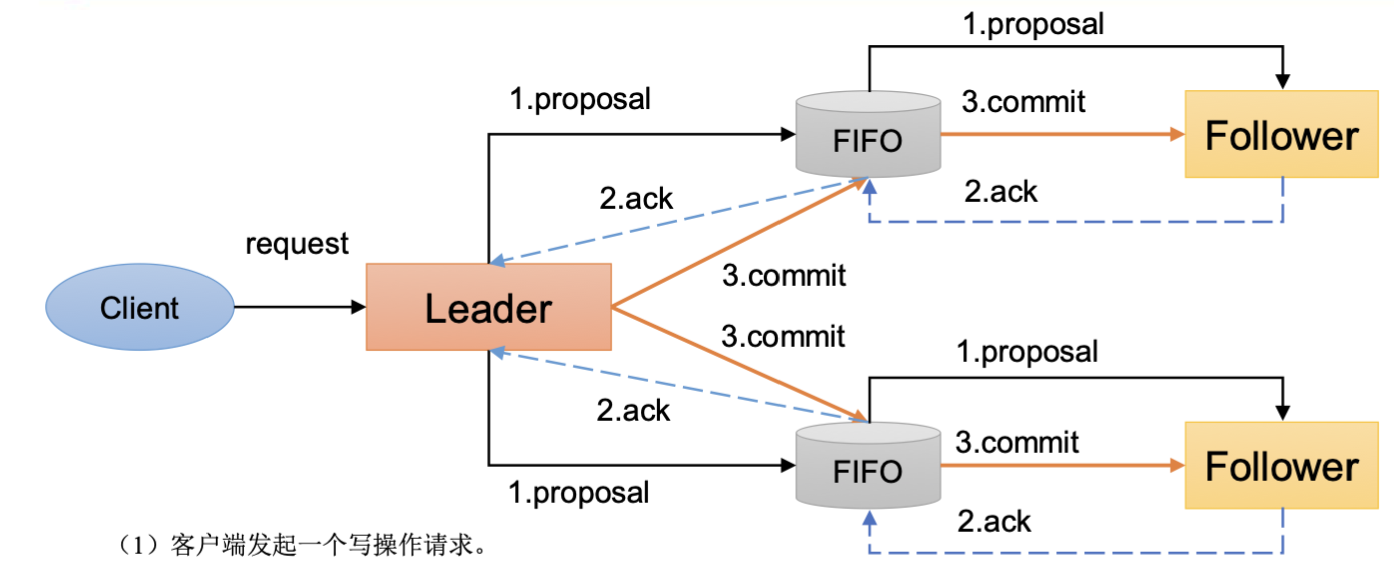 1.proposal
1.proposal
3.commit
FIFO
Follower
2.ack
2.ack
request
3.commit
Client
Leader
3.commit
1.proposal
2.ack
3.commit
FIFO
Follower
1.proposal
2.ack
（1）客户端发起一个写操作请求。